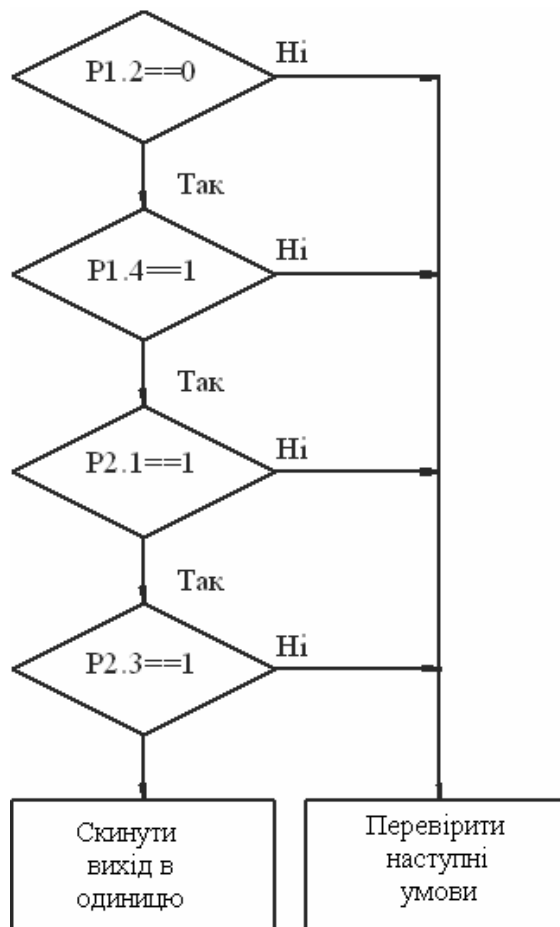 P1.2==0
Ні
Так
P1.4==1
Ні
Так
P2.1==1
Ні
Так
P2.3==1
Ні
Скинути
вихід в
одиницю
Перевірити
наступні
умови